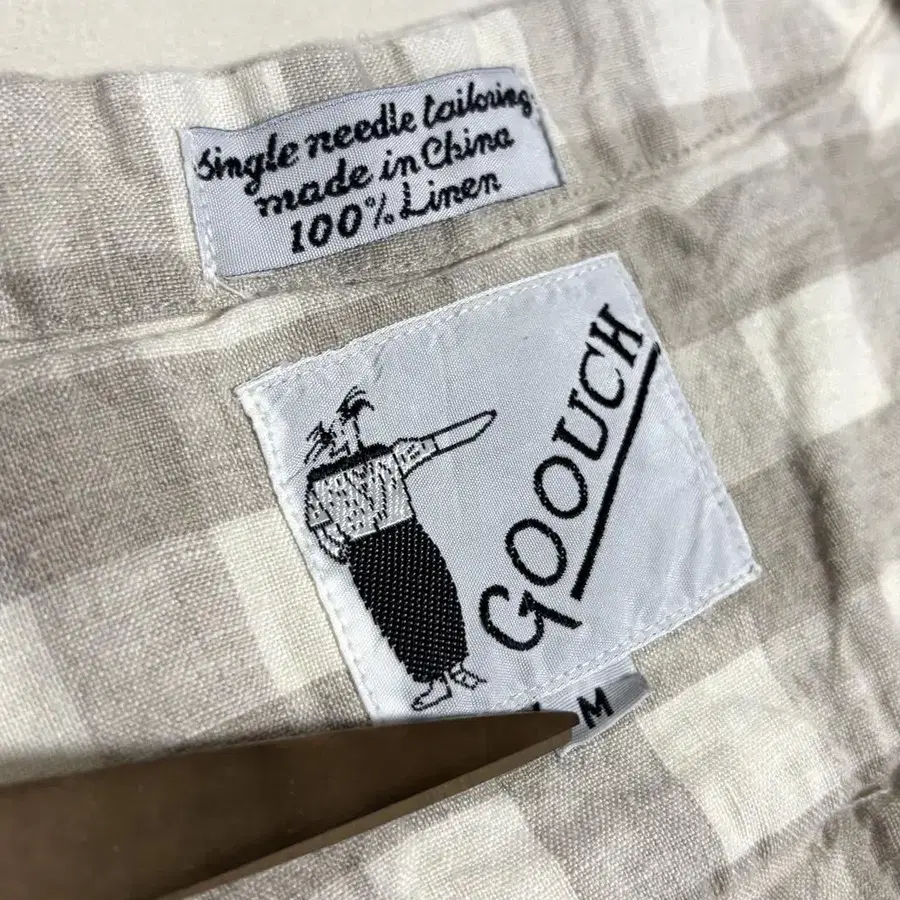 single needle tailoring
made in China
100% Linen
GOOUCH
M